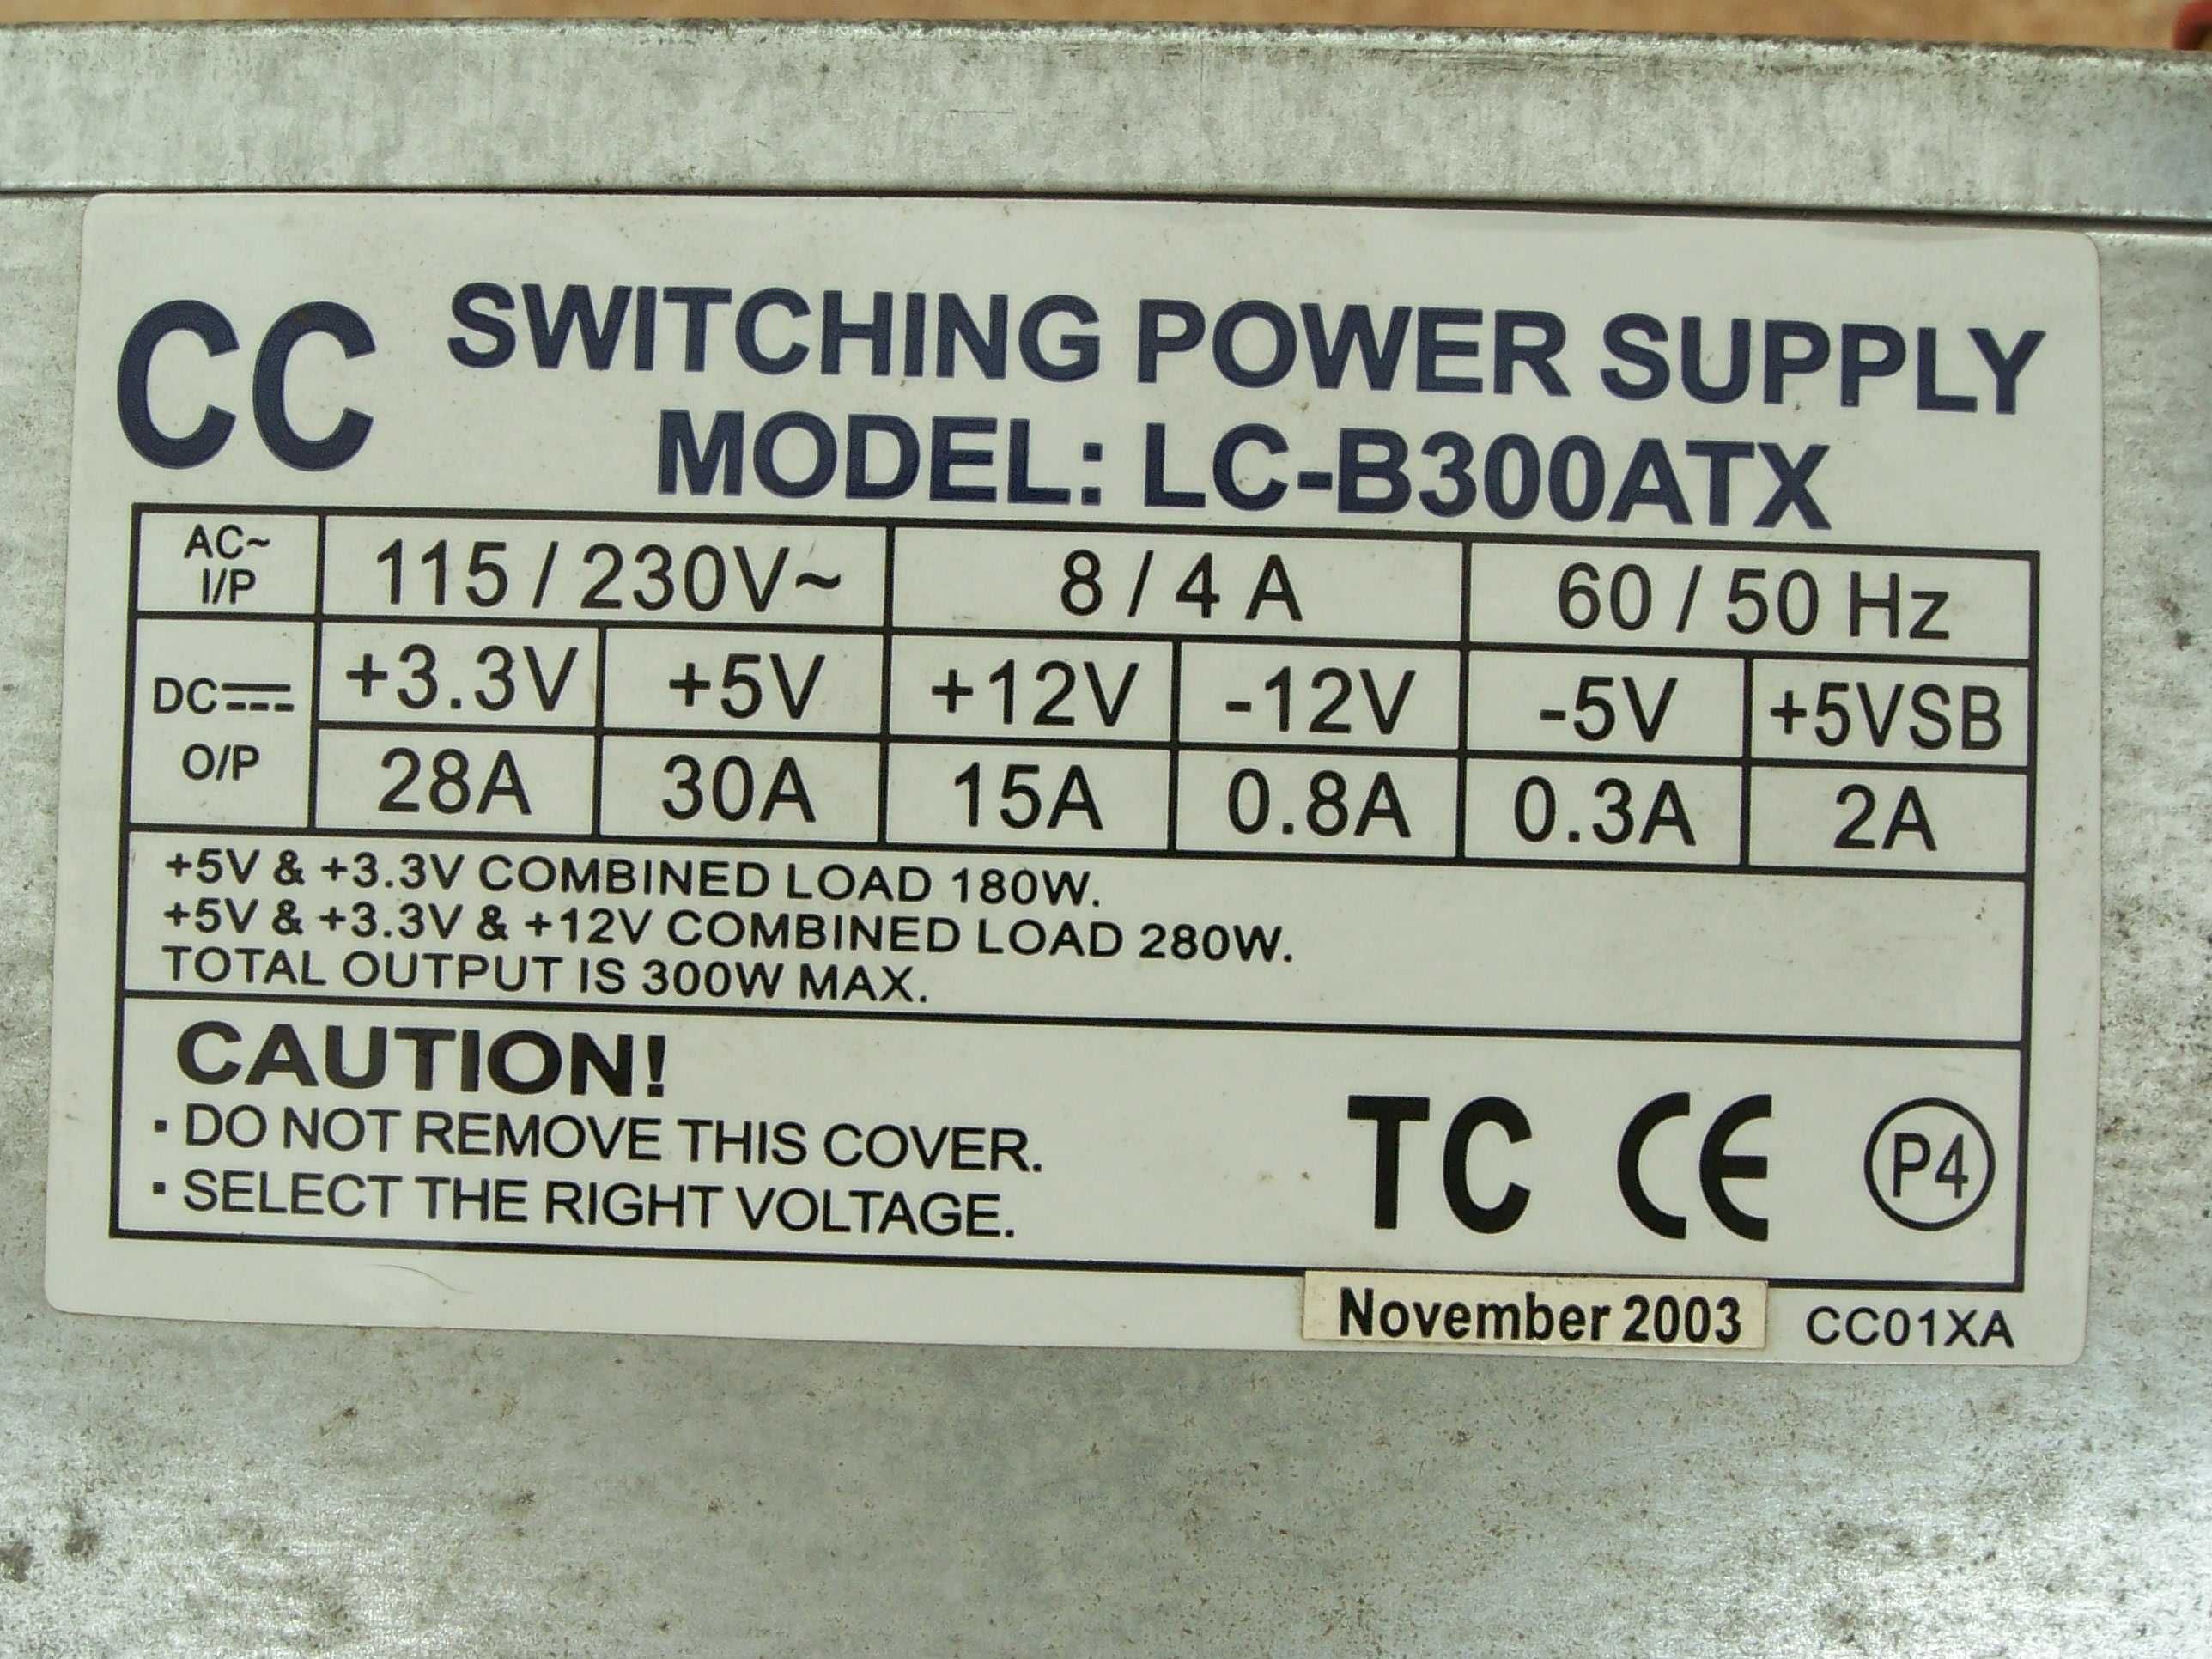 CC SWITCHING POWER SUPPLY
MODEL: LC-B300ATX
AC~ I/P 115 / 230V~ 8 / 4 A 60 / 50 Hz
DC O/P +3.3V +5V +12V -12V -5V +5VSB
28A 30A 15A 0.8A 0.3A 2A
+5V & +3.3V COMBINED LOAD 180W.
+5V & +3.3V & +12V COMBINED LOAD 280W.
TOTAL OUTPUT IS 300W MAX.
CAUTION!
· DO NOT REMOVE THIS COVER.
· SELECT THE RIGHT VOLTAGE.
TC CE P4
November 2003 CC01XA